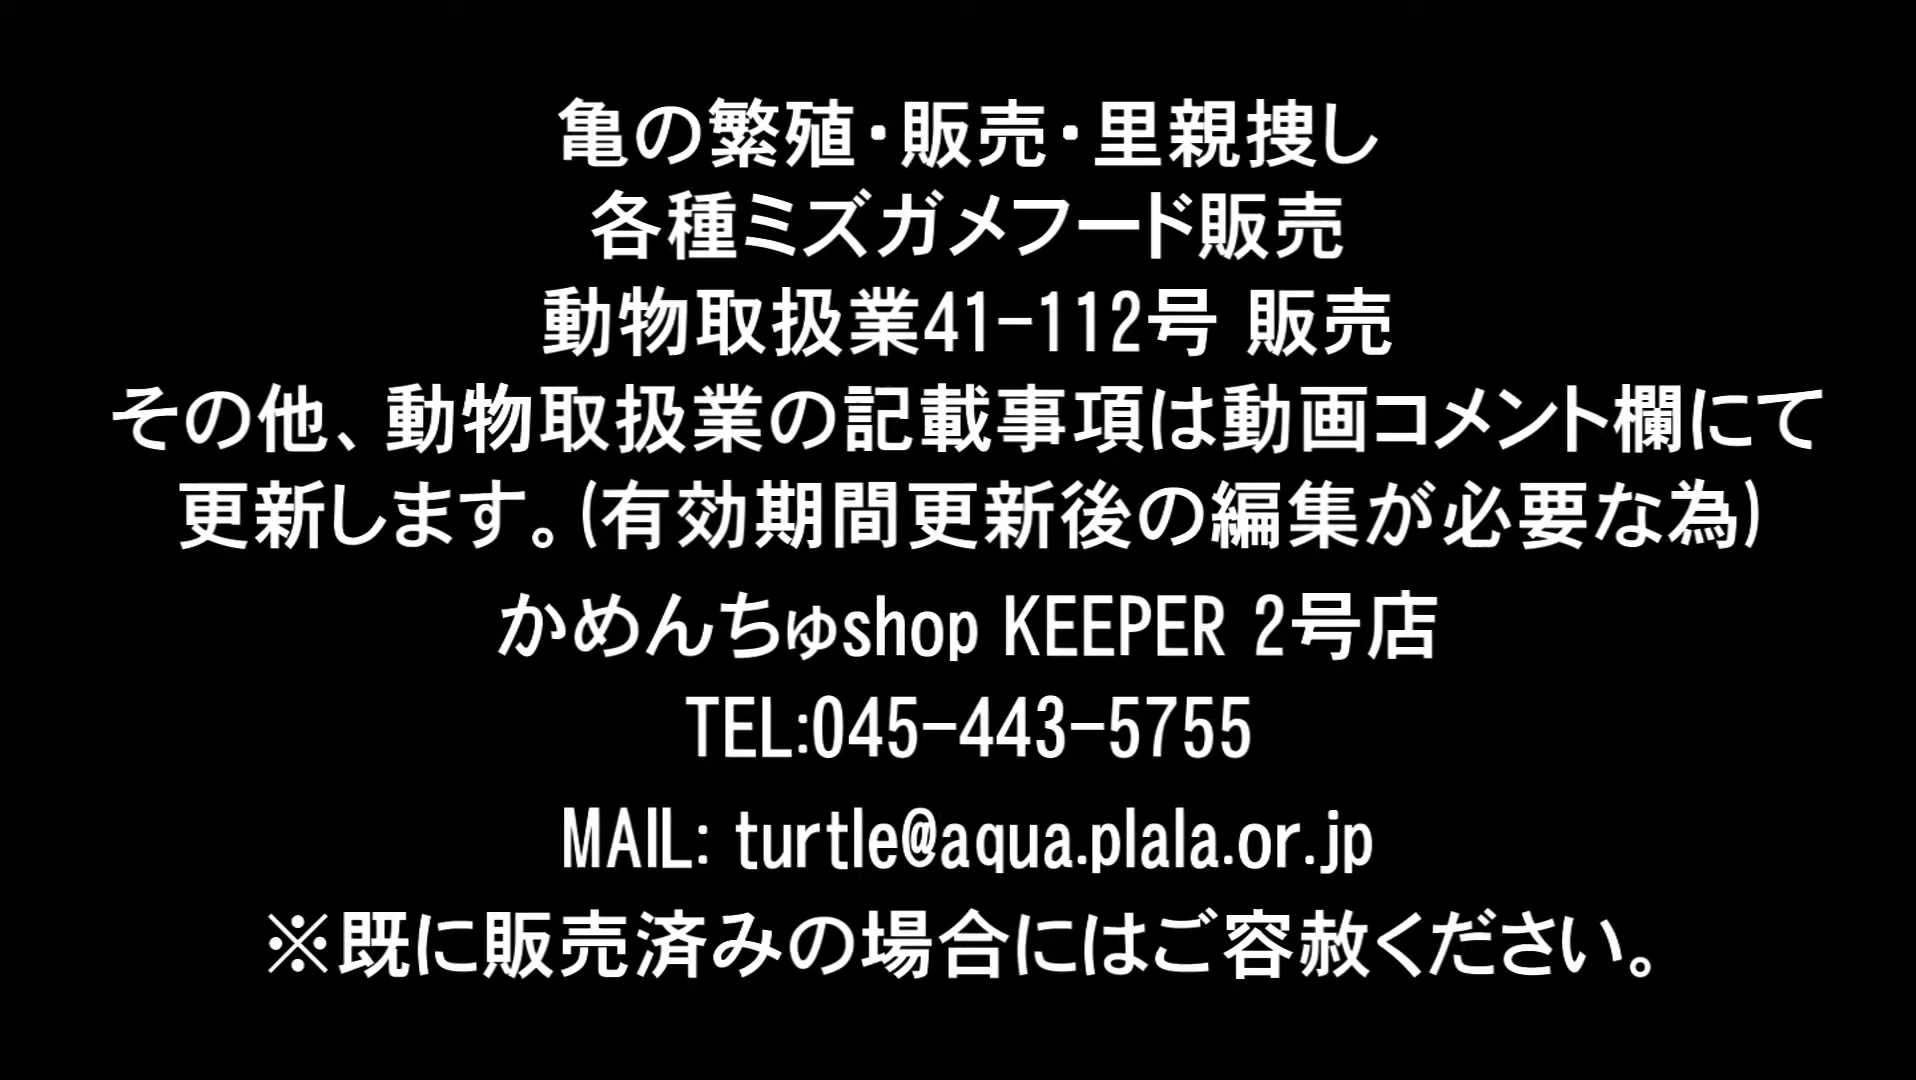 亀の繁殖・販売・里親捜し
各種ミズガメフード販売
動物取扱業41-112号 販売
その他、動物取扱業の記載事項は動画コメント欄にて
更新します。(有効期間更新後の編集が必要な為)
かめんちゅshop KEEPER 2号店
TEL:045-443-5755
MAIL: turtle@aqua.plala.or.jp
※既に販売済みの場合にはご容赦ください。